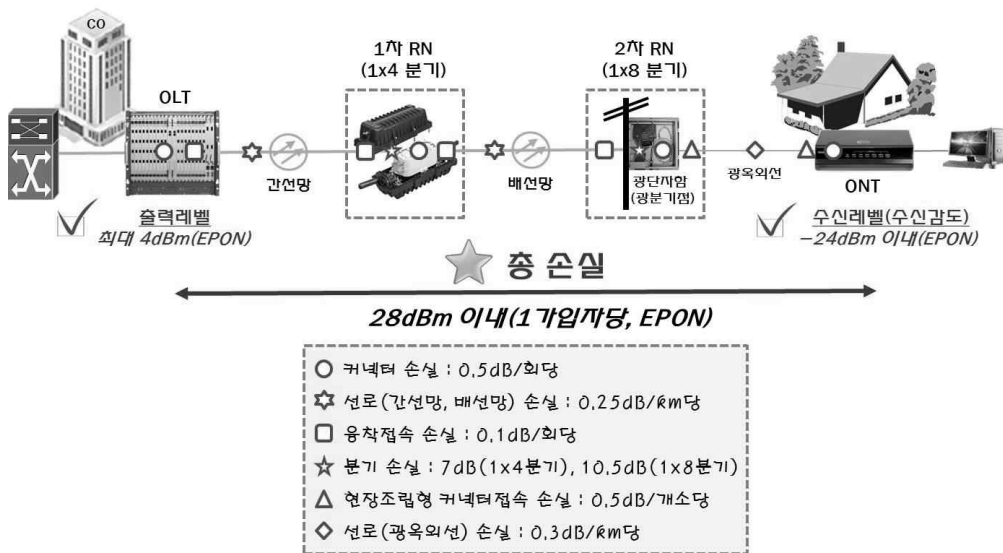 CO
OLT
1차 RN
(1x4 분기)
2차 RN
(1x8 분기)
간선망
배선망
광단자함
(광분기점)
광옥외선
ONT
출력레벨
최대 4dBm(EPON)
수신레벨(수신감도)
-24dBm 이내(EPON)
총 손실
28dBm 이내(1가입자당, EPON)
커넥터 손실 : 0.5dB/회당
선로(간선망, 배선망) 손실 : 0.25dB/km당
융착접속 손실 : 0.1dB/회당
분기 손실 : 7dB(1x4분기), 10.5dB(1x8분기)
현장조립형 커넥터접속 손실 : 0.5dB/개소당
선로(광옥외선) 손실 : 0.3dB/km당